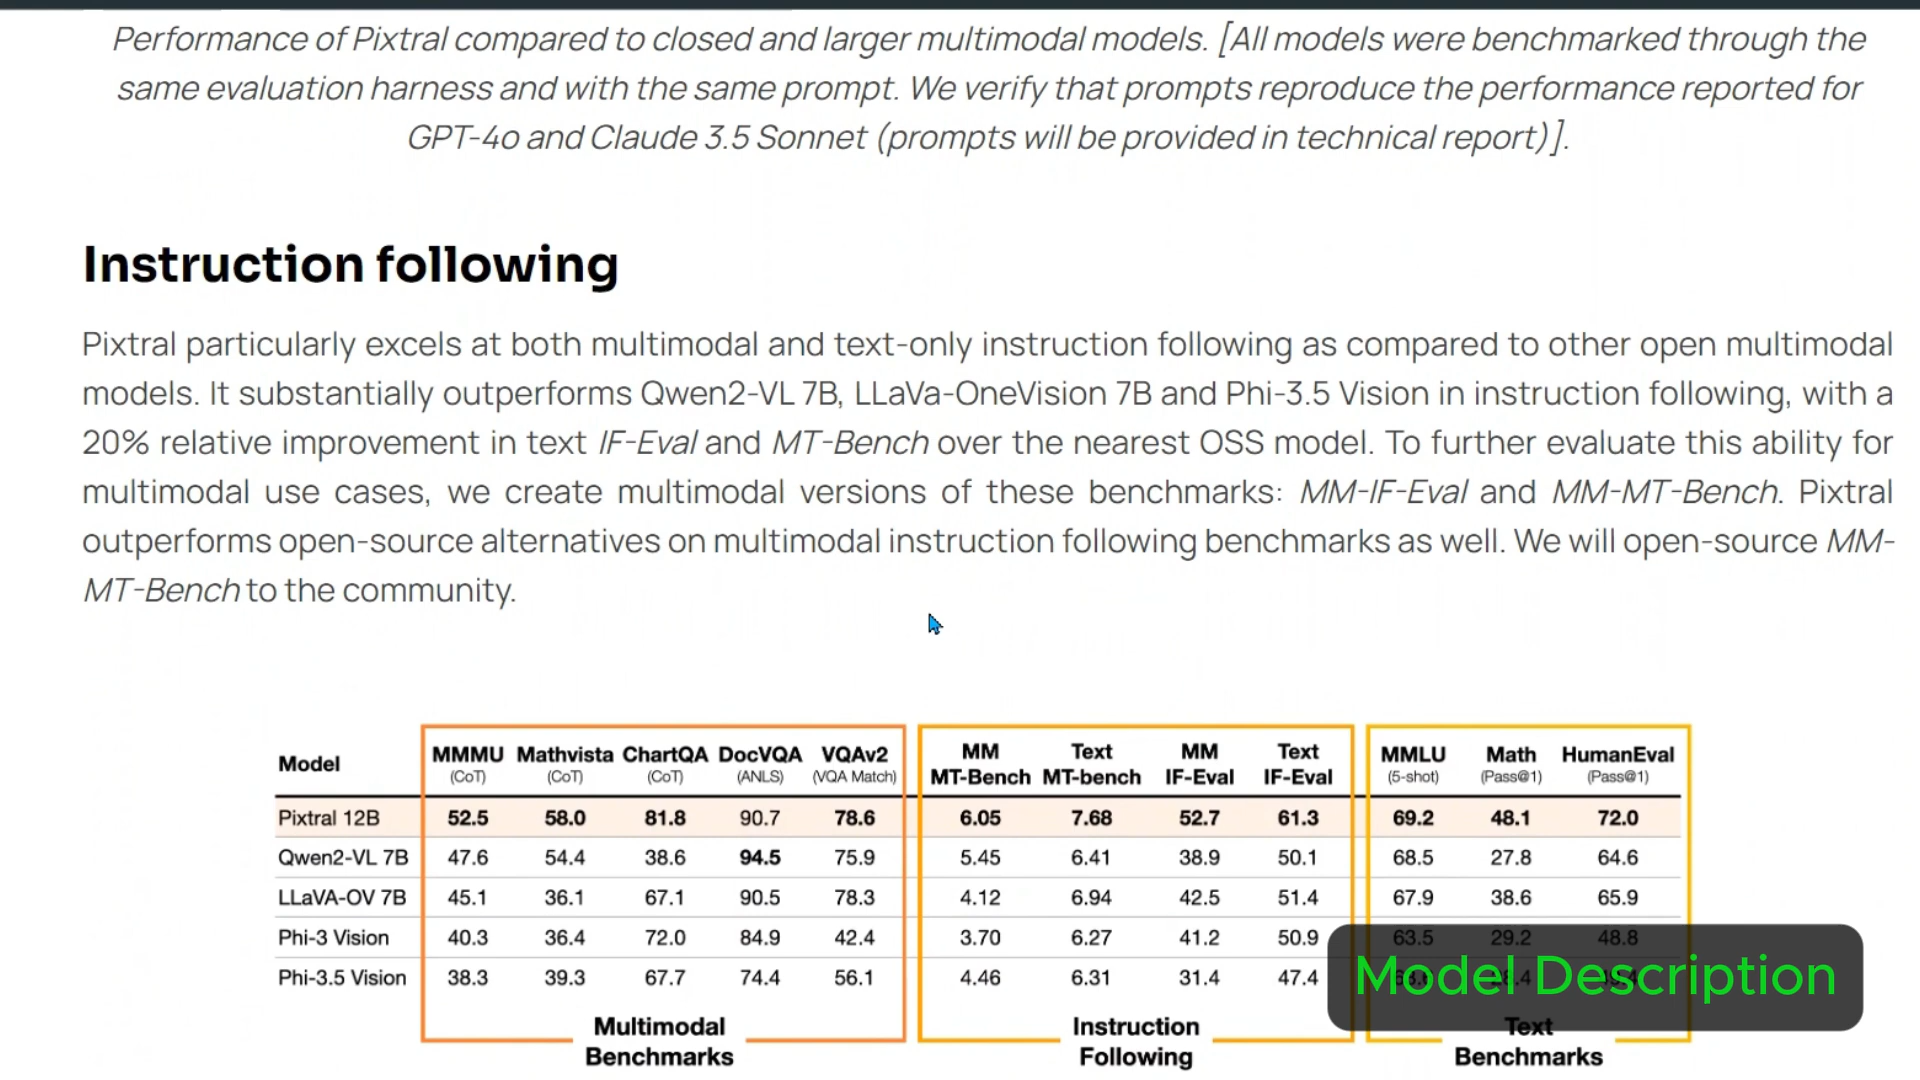 Performance of Pixtral compared to closed and larger multimodal models. [All models were benchmarked through the
same evaluation harness and with the same prompt. We verify that prompts reproduce the performance reported for
GPT-4o and Claude 3.5 Sonnet (prompts will be provided in technical report)].
Instruction following
Pixtral particularly excels at both multimodal and text-only instruction following as compared to other open multimodal
models. It substantially outperforms Qwen2-VL 7B, LLaVa-OneVision 7B and Phi-3.5 Vision in instruction following, with a
20% relative improvement in text IF-Eval and MT-Bench over the nearest OSS model. To further evaluate this ability for
multimodal use cases, we create multimodal versions of these benchmarks: MM-IF-Eval and MM-MT-Bench. Pixtral
outperforms open-source alternatives on multimodal instruction following benchmarks as well. We will open-source MM-
MT-Bench to the community.
Model MMMU Mathvista ChartQA DocVQA VQAv2 MM Text MM Text MMLU Math HumanEval
(CoT) (CoT) (CoT) (ANLS) (VQA Match) MT-Bench MT-bench IF-Eval IF-Eval (5-shot) (Pass@1) (Pass@1)
Pixtral 12B 52.5 58.0 81.8 90.7 78.6 6.05 7.68 52.7 61.3 69.2 48.1 72.0
Qwen2-VL 7B 47.6 54.4 38.6 94.5 75.9 5.45 6.41 38.9 50.1 68.5 27.8 64.6
LLaVA-OV 7B 45.1 36.1 67.1 90.5 78.3 4.12 6.94 42.5 51.4 67.9 38.6 65.9
Phi-3 Vision 40.3 36.4 72.0 84.9 42.4 3.70 6.27 41.2 50.9 63.5 29.2 48.8
Phi-3.5 Vision 38.3 39.3 67.7 74.4 56.1 4.46 6.31 31.4 47.4
Model Description
Multimodal Instruction Text
Benchmarks Following Benchmarks